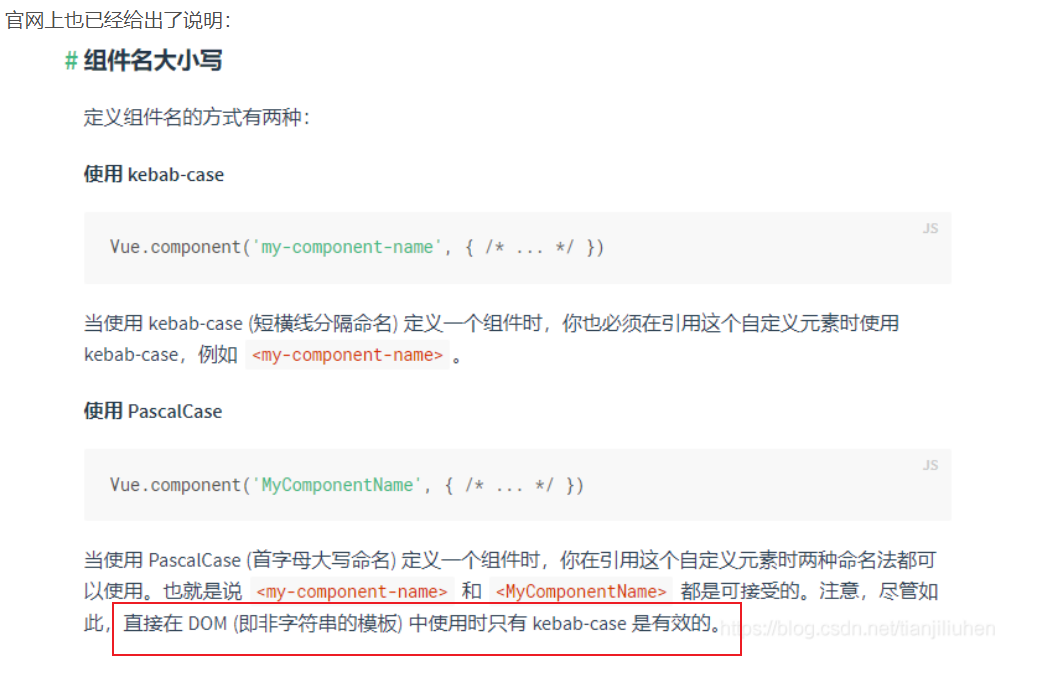 官网上也已经给出了说明：
# 组件名大小写
定义组件名的方式有两种：
使用 kebab-case
JS
Vue.component('my-component-name', { /* ... */ })
当使用 kebab-case (短横线分隔命名) 定义一个组件时，你也必须在引用这个自定义元素时使用
kebab-case，例如 <my-component-name> 。
使用 PascalCase
JS
Vue.component('MyComponentName', { /* ... */ })
当使用 PascalCase (首字母大写命名) 定义一个组件时，你在引用这个自定义元素时两种命名法都可
以使用。也就是说 <my-component-name> 和 <MyComponentName> 都是可接受的。注意，尽管如
此，直接在 DOM (即非字符串的模板) 中使用时只有 kebab-case 是有效的。
https://blog.csdn.net/tianjiliuhen